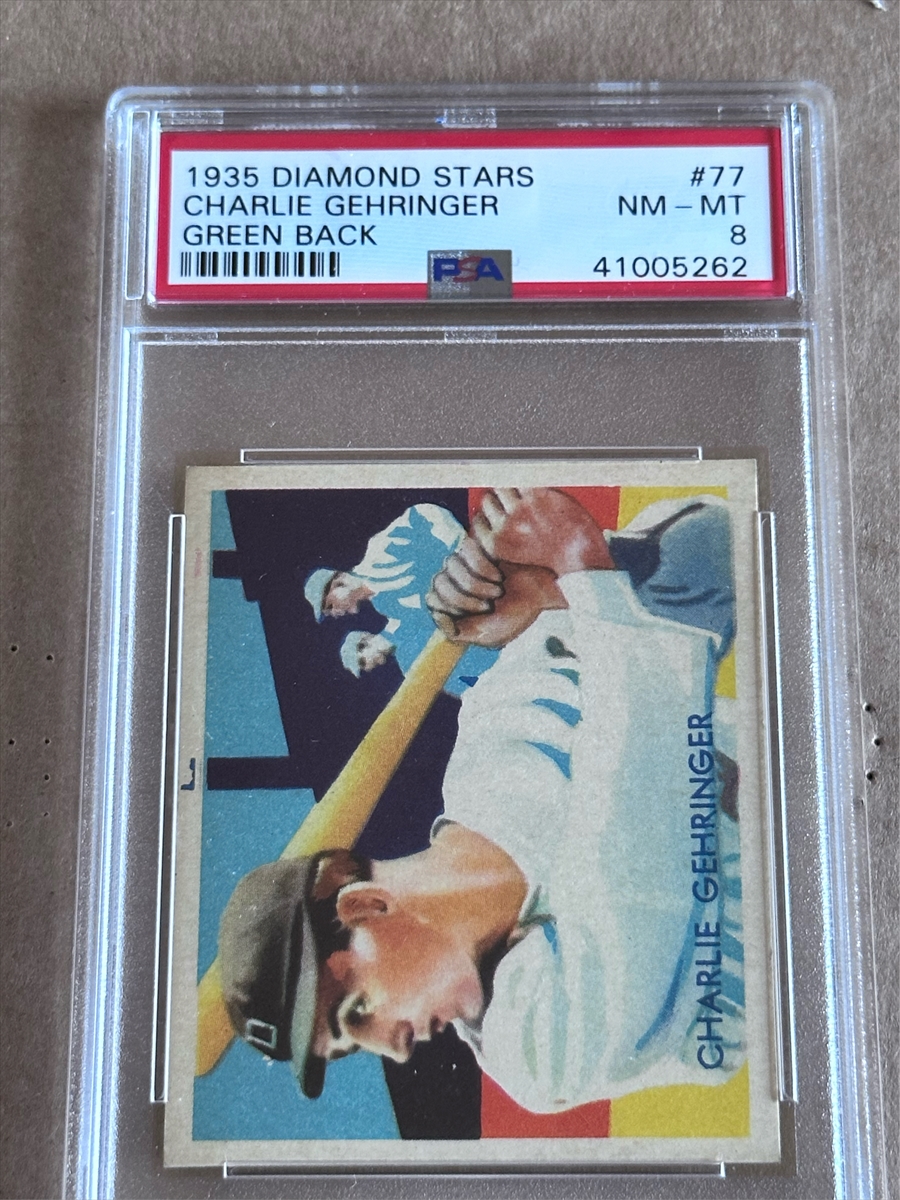 1935 DIAMOND STARS #77
CHARLIE GEHRINGER NM - MT
GREEN BACK 8
PSA 41005262
D
CHARLIE GEHRINGER